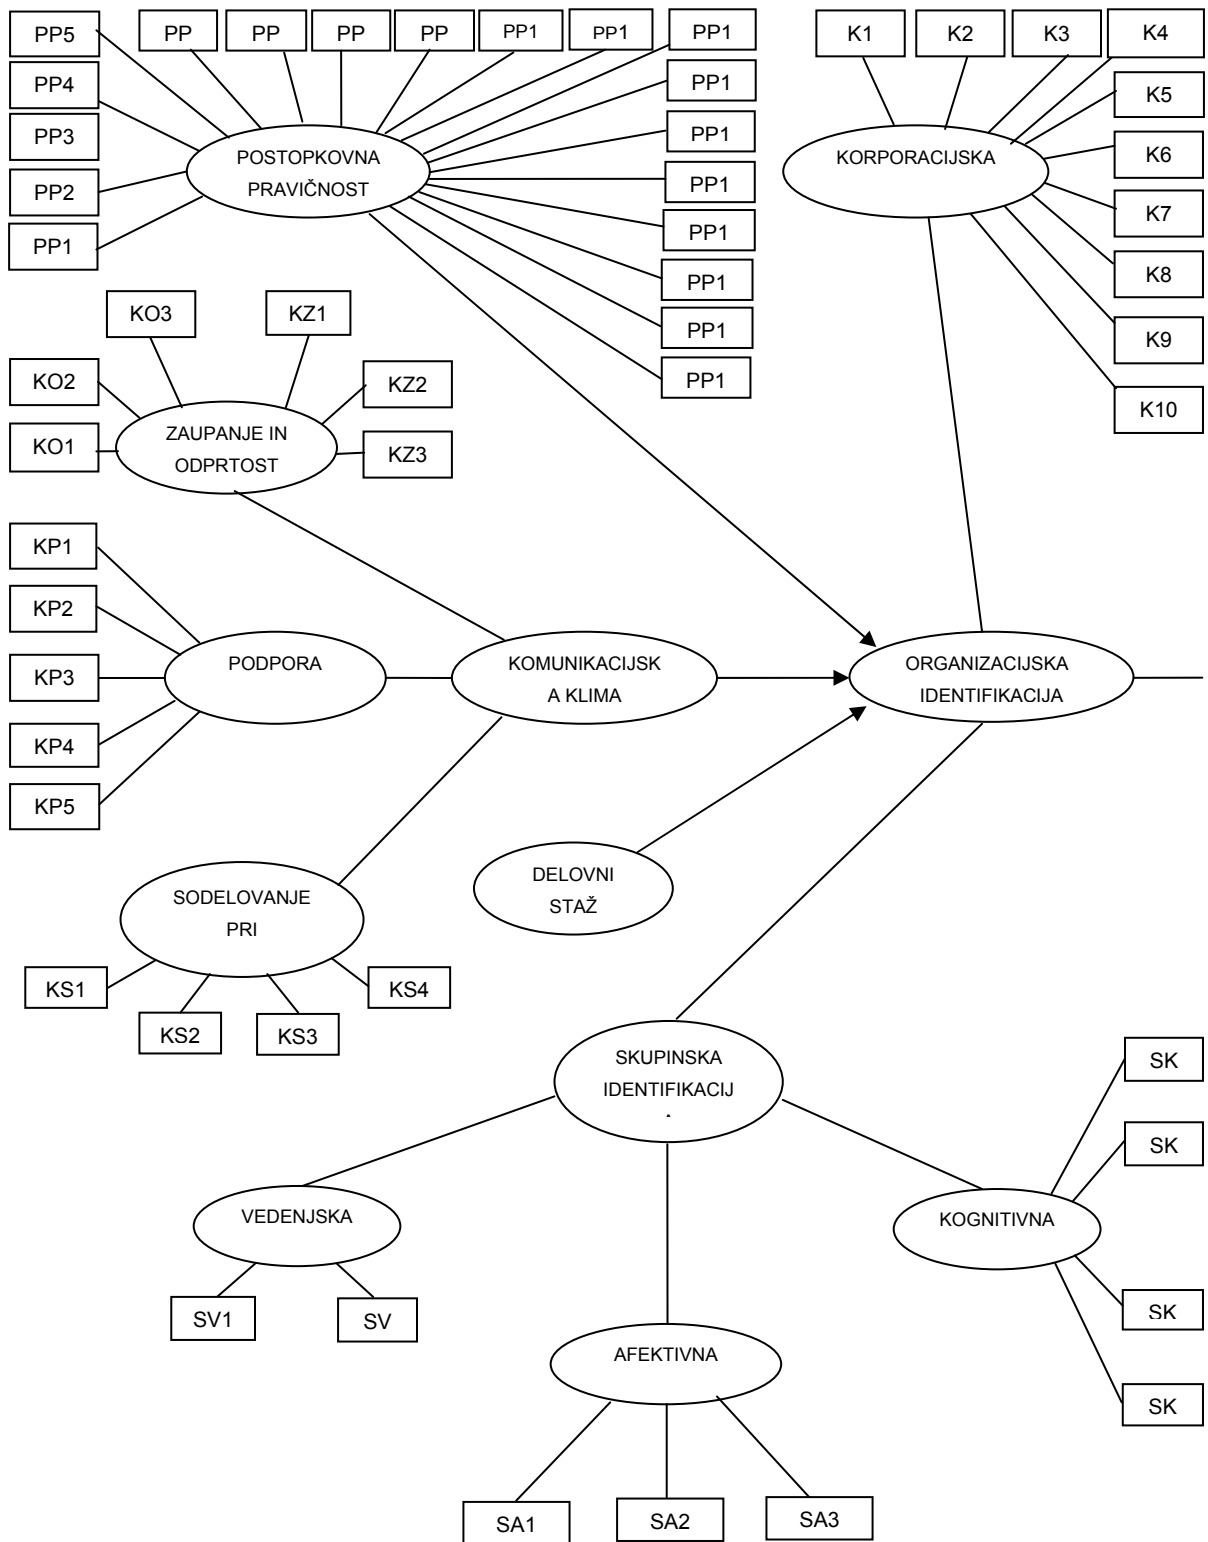 PP5
PP
PP
PP
PP
PP1
PP1
PP1
K1
K2
K3
K4
PP4
PP1
K5
PP3
PP1
K6
POSTOPKOVNA
PRAVIČNOST
KORPORACIJSKA
PP2
PP1
K7
PP1
PP1
K8
PP1
KO3
KZ1
PP1
K9
KO2
KZ2
PP1
K10
KO1
ZAUPANJE IN
ODPRTOST
KZ3
KP1
KP2
KP3
PODPORA
KOMUNIKACIJSK
A KLIMA
ORGANIZACIJSKA
IDENTIFIKACIJA
KP4
KP5
DELOVNI
STAŽ
SODELOVANJE
PRI
KS1
KS4
KS2
KS3
SKUPINSKA
IDENTIFIKACIJ
SK
SK
VEDENJSKA
KOGNITIVNA
SV1
SV
SK
AFEKTIVNA
SK
SA1
SA2
SA3